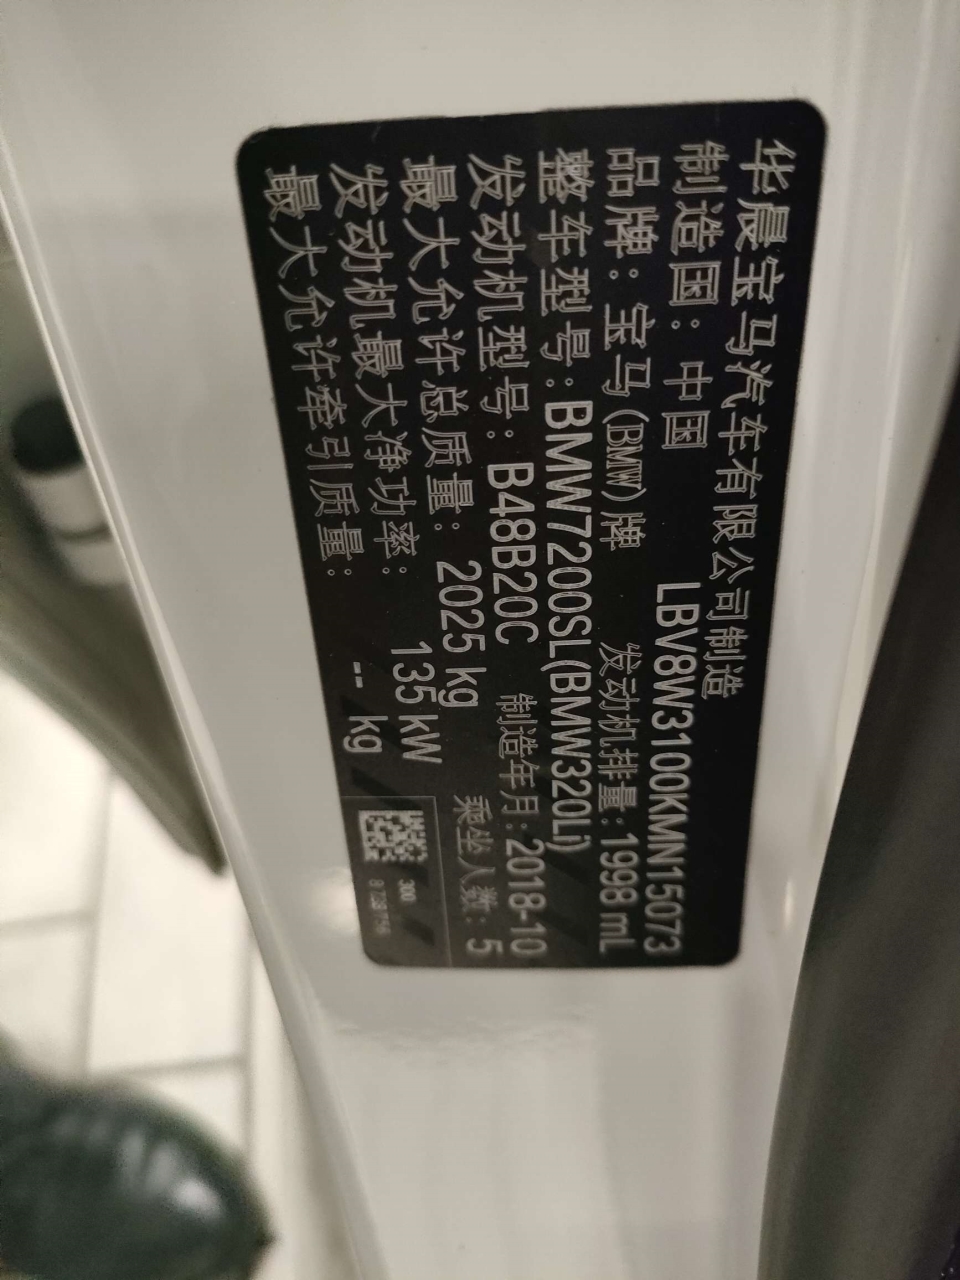 华晨宝马汽车有限公司制造
制造国：中国 LBV8W3100KMN15073
品牌：宝马(BMW)牌 发动机排量：1998 mL
整车型号：BMW7200SL(BMW320Li)
发动机型号：B48B20C 制造年月：2018-10
最大允许总质量：2025 kg 乘坐人数：5
发动机最大净功率：135 kW
最大允许牵引质量：-- kg
300